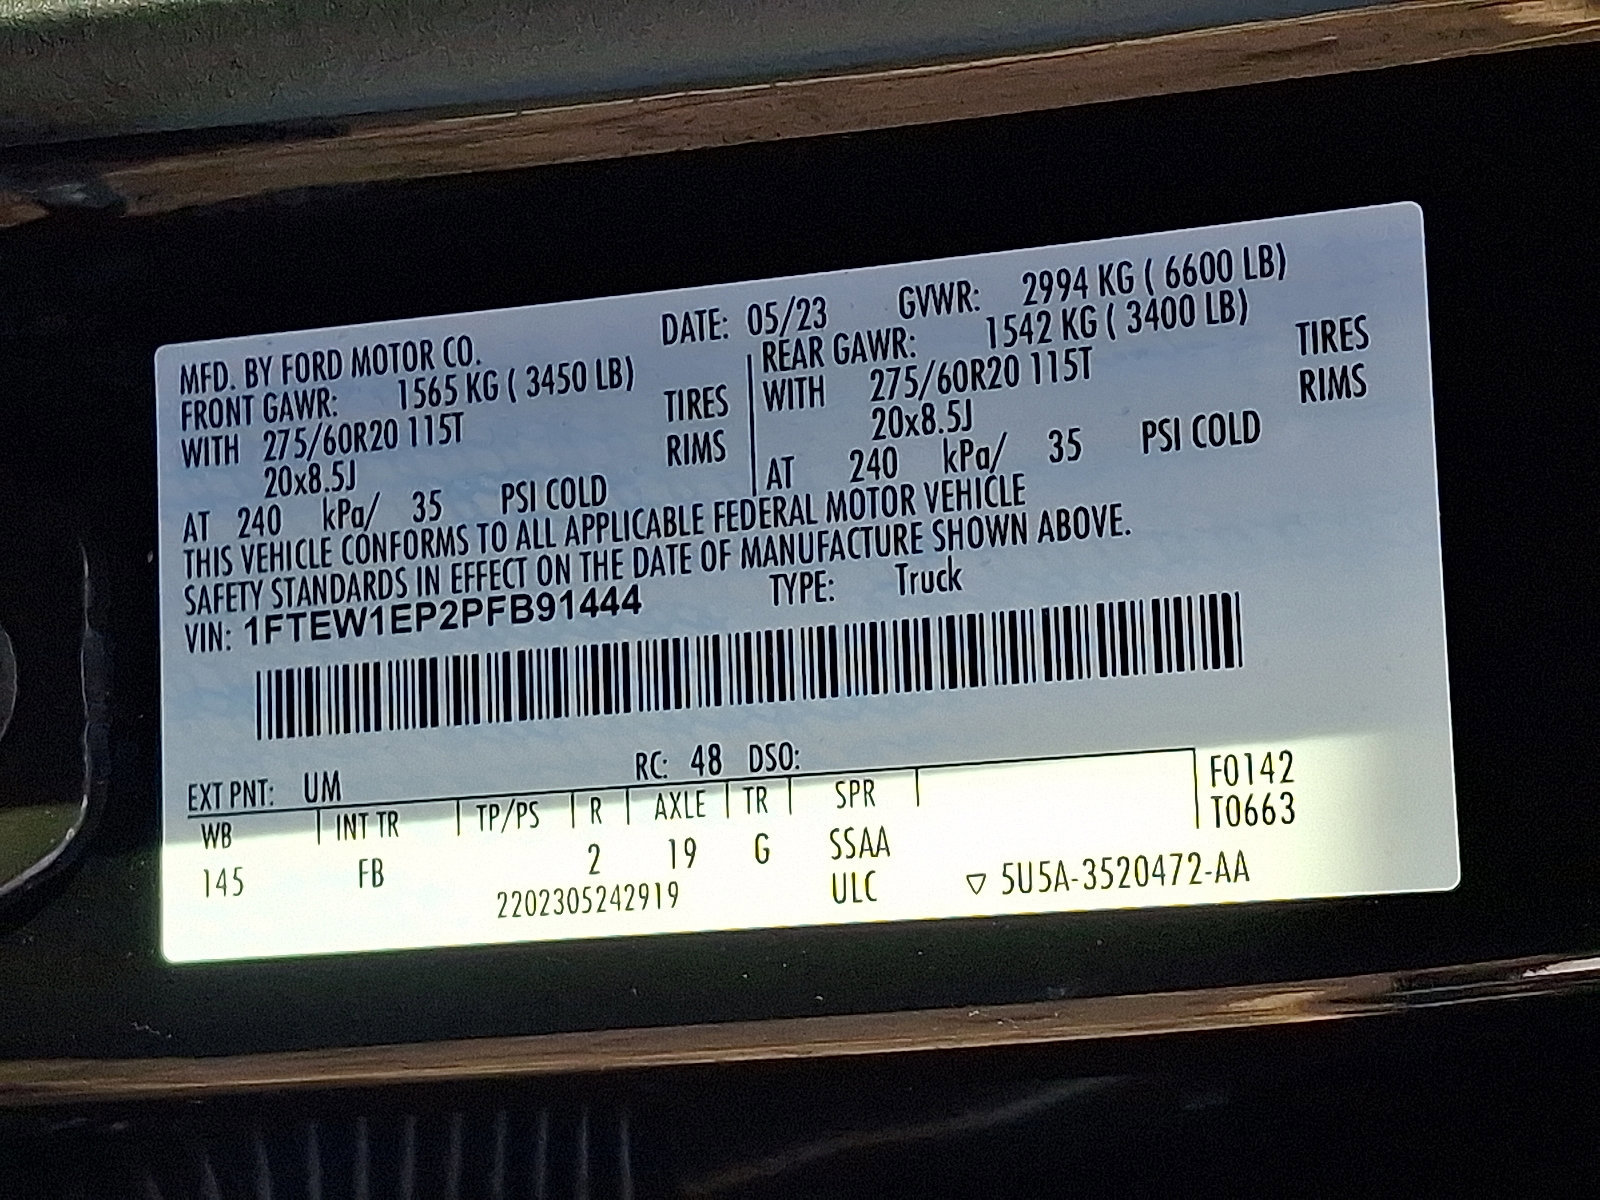 MFD. BY FORD MOTOR CO. DATE: 05/23 GVWR: 2994 KG ( 6600 LB)
FRONT GAWR: 1565 KG ( 3450 LB)
WITH 275/60R20 115T TIRES
20x8.5J RIMS
AT 240 kPa/ 35 PSI COLD
REAR GAWR: 1542 KG ( 3400 LB)
WITH 275/60R20 115T TIRES
20x8.5J RIMS
AT 240 kPa/ 35 PSI COLD
THIS VEHICLE CONFORMS TO ALL APPLICABLE FEDERAL MOTOR VEHICLE
SAFETY STANDARDS IN EFFECT ON THE DATE OF MANUFACTURE SHOWN ABOVE.
VIN: 1FTEW1EP2PFB91444 TYPE: Truck
EXT PNT: UM RC: 48 DSO:
WB INT TR TP/PS R AXLE TR SPR F0142
145 FB 2 19 G SSAA T0663
2202305242919 ULC ▽ 5U5A-3520472-AA